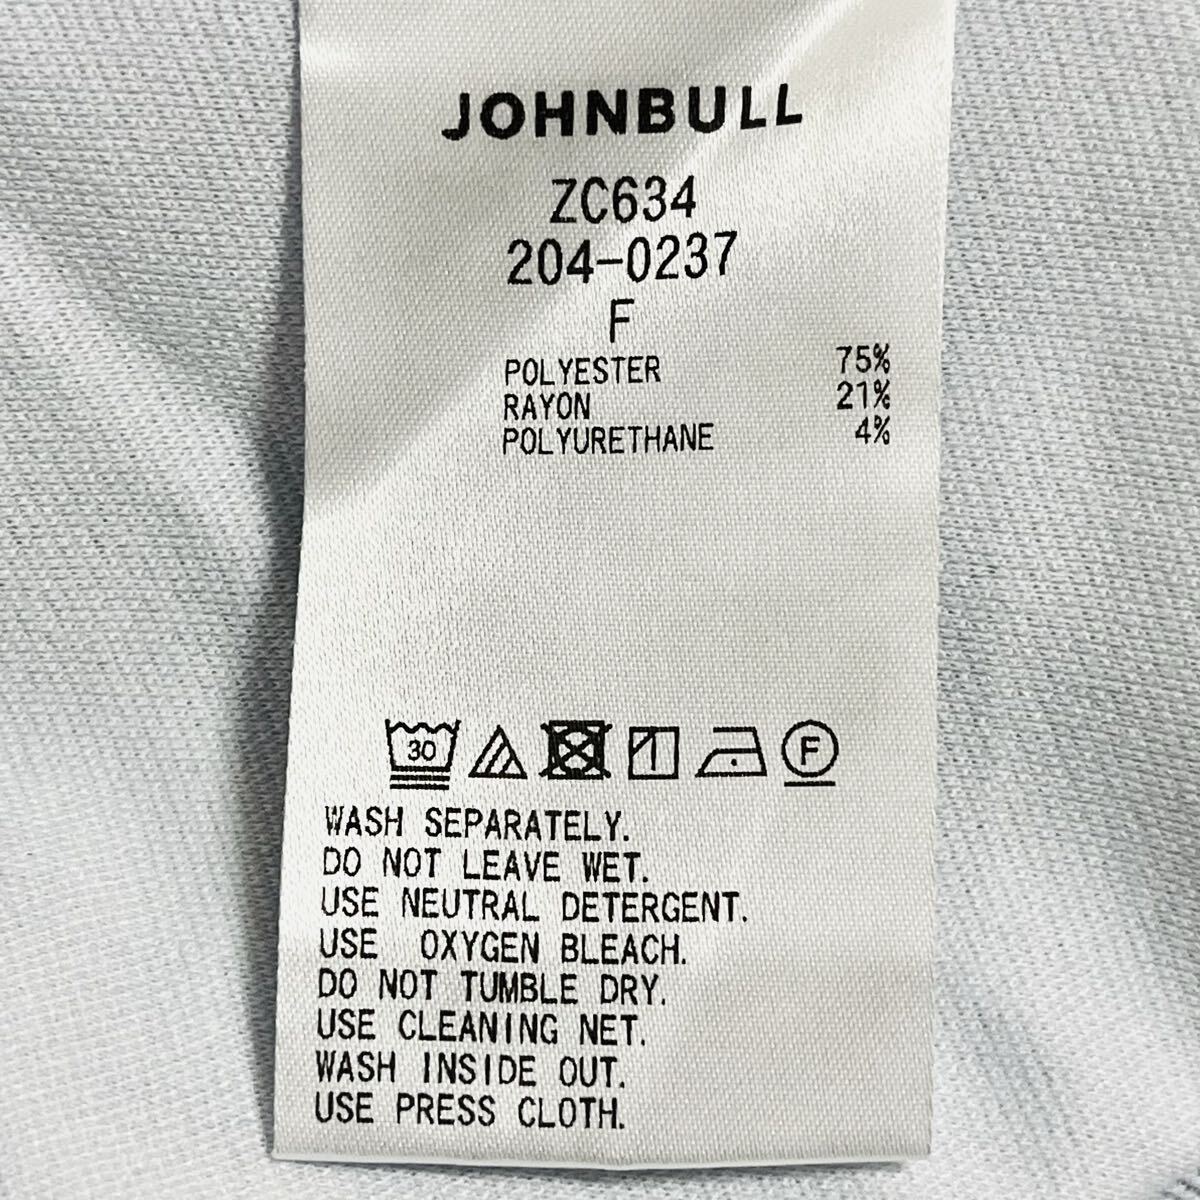 JOHNBULL
ZC634
204-0237
F
POLYESTER 75%
RAYON 21%
POLYURETHANE 4%
30 F
WASH SEPARATELY.
DO NOT LEAVE WET.
USE NEUTRAL DETERGENT.
USE OXYGEN BLEACH.
DO NOT TUMBLE DRY.
USE CLEANING NET.
WASH INSIDE OUT.
USE PRESS CLOTH.